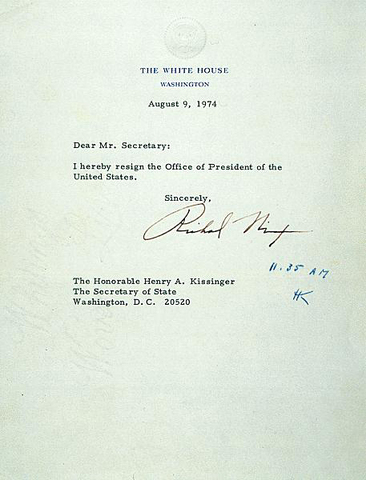 THE WHITE HOUSE
WASHINGTON
August 9, 1974
Dear Mr. Secretary:
I hereby resign the Office of President of the
United States.
Sincerely,
Richard Nixon
11.35 AM
HK
The Honorable Henry A. Kissinger
The Secretary of State
Washington, D. C. 20520